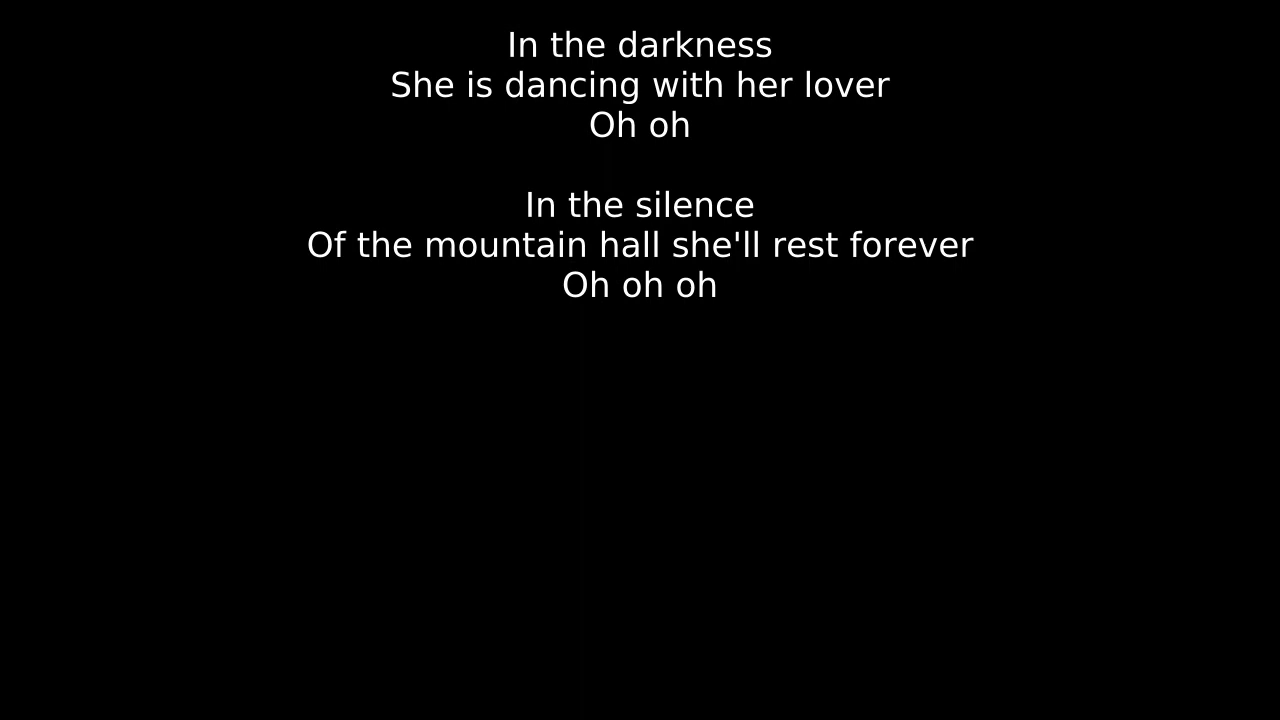 In the darkness
She is dancing with her lover
Oh oh
In the silence
Of the mountain hall she'll rest forever
Oh oh oh